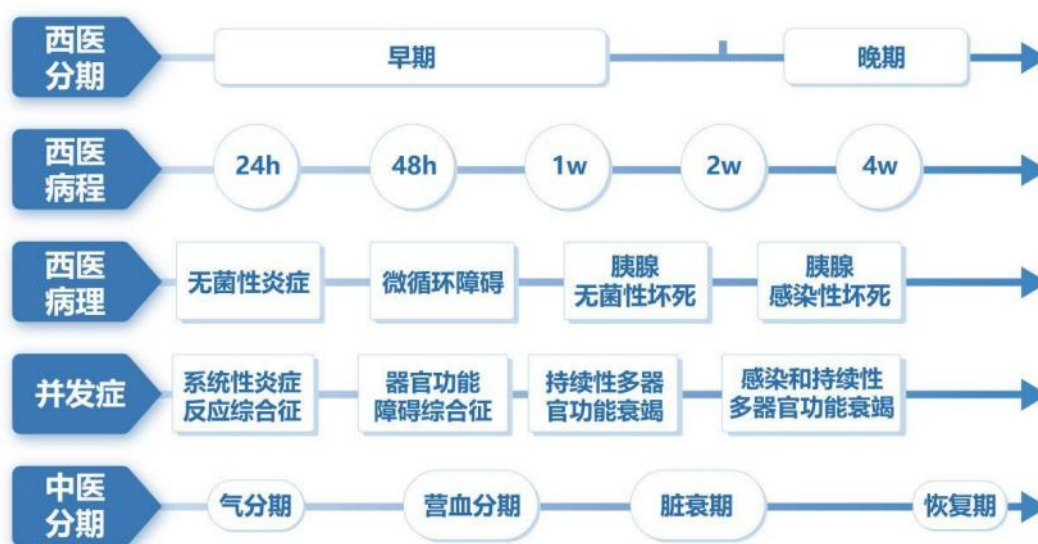 西医
分期
早期
晚期
西医
病程
24h
48h
1w
2w
4w
西医
病理
无菌性炎症
微循环障碍
胰腺
无菌性坏死
胰腺
感染性坏死
并发症
系统性炎症
反应综合征
器官功能
障碍综合征
持续性多器
官功能衰竭
感染和持续性
多器官功能衰竭
中医
分期
气分期
营血分期
脏衰期
恢复期